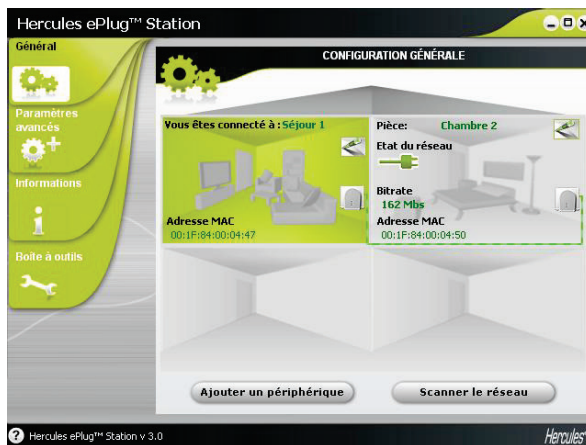 Hercules ePlug™ Station
Général
Paramètres
avancés
Informations
Boîte à outils
CONFIGURATION GÉNÉRALE
Vous êtes connecté à : Séjour 1
Adresse MAC
00:1F:84:00:04:47
Pièce: Chambre 2
Etat du réseau
Bitrate
162 Mbs
Adresse MAC
00:1F:84:00:04:50
Ajouter un périphérique
Scanner le réseau
? Hercules ePlug™ Station v 3.0
Hercules